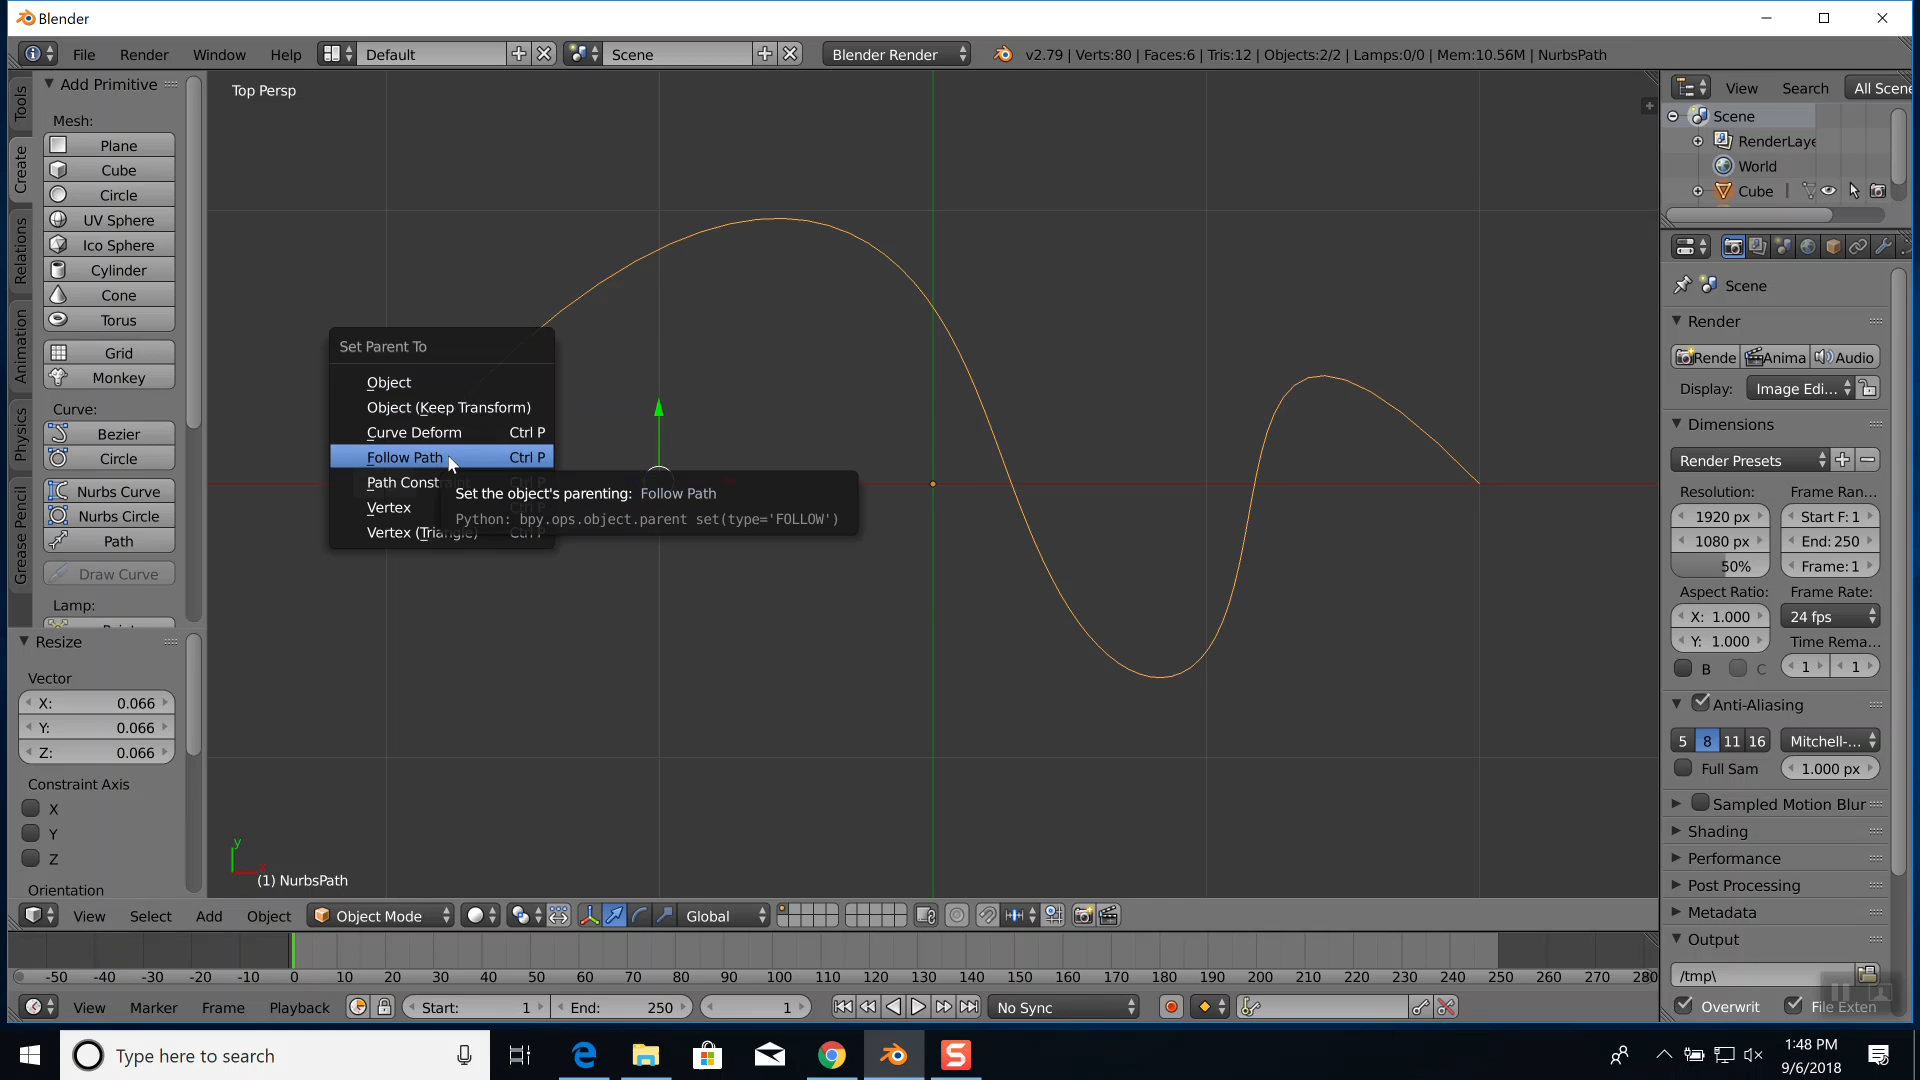 Blender
File Render Window Help Default Scene Blender Render v2.79 | Verts:80 | Faces:6 | Tris:12 | Objects:2/2 | Lamps:0/0 | Mem:10.56M | NurbsPath
Tools
Create
Relations
Animation
Physics
Grease Pencil
Add Primitive
Mesh:
Plane
Cube
Circle
UV Sphere
Ico Sphere
Cylinder
Cone
Torus
Grid
Monkey
Curve:
Bezier
Circle
Nurbs Curve
Nurbs Circle
Path
Draw Curve
Lamp:
Resize
Vector
X: 0.066
Y: 0.066
Z: 0.066
Constraint Axis
X
Y
Z
Orientation
Top Persp
Set Parent To
Object
Object (Keep Transform)
Curve Deform Ctrl P
Follow Path Ctrl P
Path Const
Vertex
Vertex (Triangle) Ctrl P
Set the object's parenting: Follow Path
Python: bpy.ops.object.parent_set(type='FOLLOW')
y
x
(1) NurbsPath
View Search All Scene
Scene
RenderLaye
World
Cube
Scene
Render
Rende Anima Audio
Display: Image Edi...
Dimensions
Render Presets
Resolution: Frame Ran...
1920 px Start F: 1
1080 px End: 250
50% Frame: 1
Aspect Ratio: Frame Rate:
X: 1.000 24 fps
Y: 1.000 Time Rema...
B C 1 1
Anti-Aliasing
5 8 11 16 Mitchell-...
Full Sam 1.000 px
Sampled Motion Blur
Shading
Performance
Post Processing
Metadata
Output
/tmp\
Overwrit File Exten
View Select Add Object Object Mode Global
-50 -40 -30 -20 -10 0 10 20 30 40 50 60 70 80 90 100 110 120 130 140 150 160 170 180 190 200 210 220 230 240 250 260 270 280
View Marker Frame Playback Start: 1 End: 250 1 No Sync
Type here to search
S
1:48 PM
9/6/2018